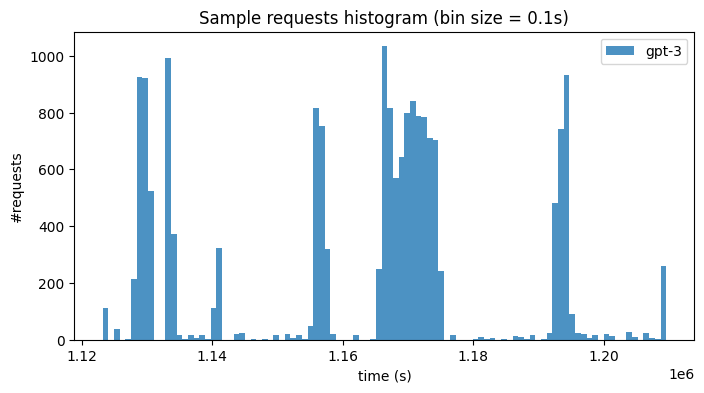 Sample requests histogram (bin size = 0.1s)
gpt-3
#requests
1000
800
600
400
200
0
1.12
1.14
1.16
1.18
1.20
1e6
time (s)